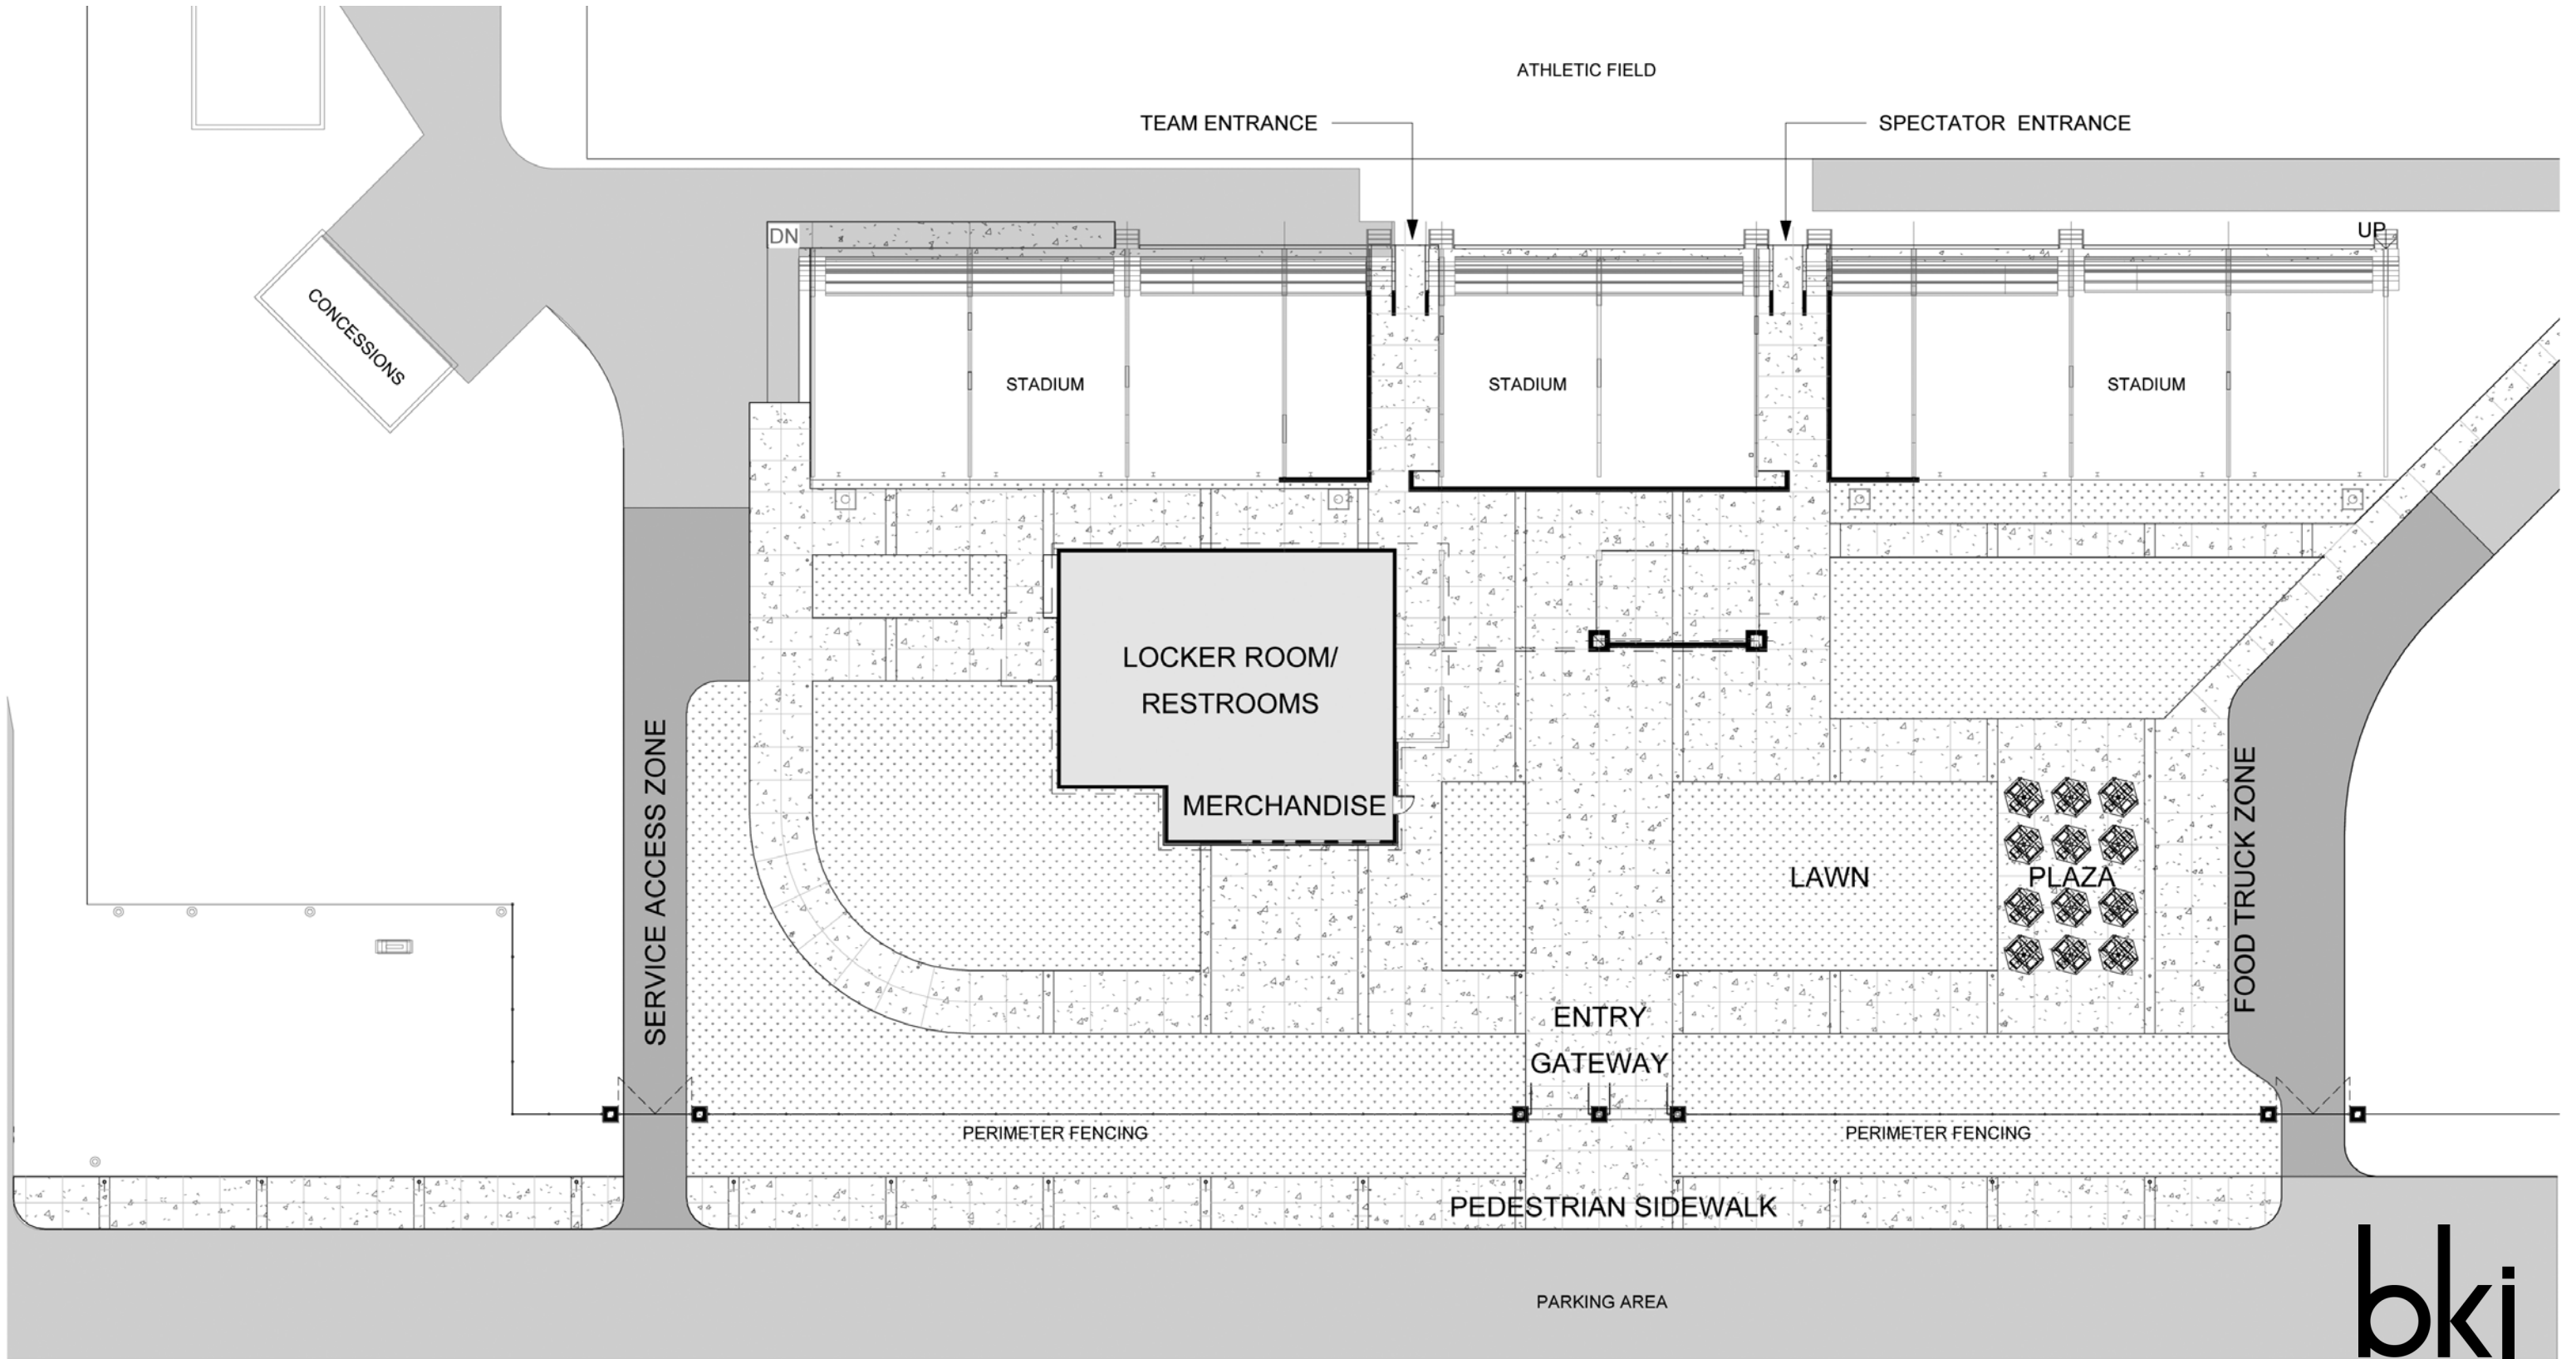 ATHLETIC FIELD
TEAM ENTRANCE
SPECTATOR ENTRANCE
DN
UP
CONCESSIONS
STADIUM
STADIUM
STADIUM
LOCKER ROOM/
RESTROOMS
MERCHANDISE
SERVICE ACCESS ZONE
LAWN
PLAZA
FOOD TRUCK ZONE
ENTRY
GATEWAY
PERIMETER FENCING
PERIMETER FENCING
PEDESTRIAN SIDEWALK
PARKING AREA
bki